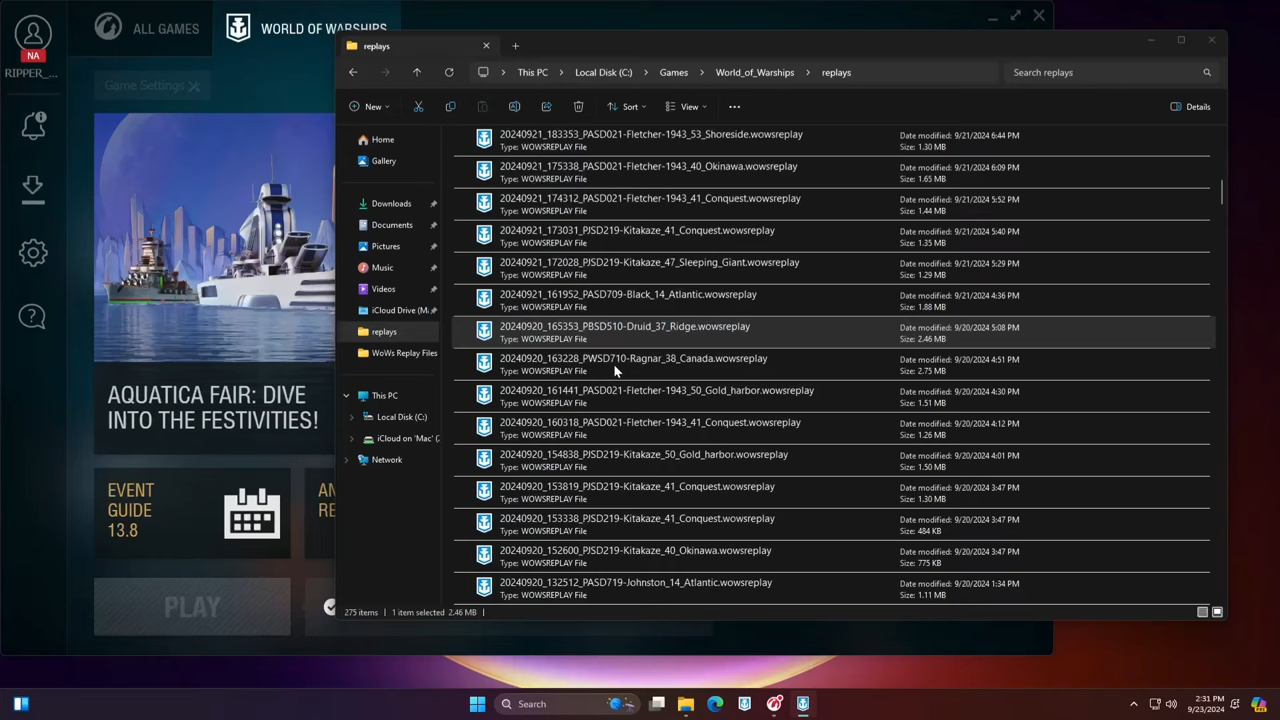 ALL GAMES
WORLD OF WARSHIPS
NA
RIPPER_...
Game Settings
AQUATICA FAIR: DIVE
INTO THE FESTIVITIES!
EVENT
GUIDE
13.8
AN
RE
PLAY
replays
This PC
Local Disk (C:)
Games
World_of_Warships
replays
Search replays
New
Sort
View
Details
Home
Gallery
Downloads
Documents
Pictures
Music
Videos
iCloud Drive (Ma
replays
WoWs Replay Files
This PC
Local Disk (C:)
iCloud on 'Mac' (Z
Network
20240921_183353_PASD021-Fletcher-1943_53_Shoreside.wowsreplay Date modified: 9/21/2024 6:44 PM
Type: WOWSREPLAY File Size: 1.30 MB
20240921_175338_PASD021-Fletcher-1943_40_Okinawa.wowsreplay Date modified: 9/21/2024 6:09 PM
Type: WOWSREPLAY File Size: 1.65 MB
20240921_174312_PASD021-Fletcher-1943_41_Conquest.wowsreplay Date modified: 9/21/2024 5:52 PM
Type: WOWSREPLAY File Size: 1.44 MB
20240921_173031_PJSD219-Kitakaze_41_Conquest.wowsreplay Date modified: 9/21/2024 5:40 PM
Type: WOWSREPLAY File Size: 1.35 MB
20240921_172028_PJSD219-Kitakaze_47_Sleeping_Giant.wowsreplay Date modified: 9/21/2024 5:29 PM
Type: WOWSREPLAY File Size: 1.29 MB
20240921_161952_PASD709-Black_14_Atlantic.wowsreplay Date modified: 9/21/2024 4:36 PM
Type: WOWSREPLAY File Size: 1.88 MB
20240920_165353_PBSD510-Druid_37_Ridge.wowsreplay Date modified: 9/20/2024 5:08 PM
Type: WOWSREPLAY File Size: 2.46 MB
20240920_163228_PWSD710-Ragnar_38_Canada.wowsreplay Date modified: 9/20/2024 4:51 PM
Type: WOWSREPLAY File Size: 2.75 MB
20240920_161441_PASD021-Fletcher-1943_50_Gold_harbor.wowsreplay Date modified: 9/20/2024 4:30 PM
Type: WOWSREPLAY File Size: 1.51 MB
20240920_160318_PASD021-Fletcher-1943_41_Conquest.wowsreplay Date modified: 9/20/2024 4:12 PM
Type: WOWSREPLAY File Size: 1.26 MB
20240920_154838_PJSD219-Kitakaze_50_Gold_harbor.wowsreplay Date modified: 9/20/2024 4:01 PM
Type: WOWSREPLAY File Size: 1.50 MB
20240920_153819_PJSD219-Kitakaze_41_Conquest.wowsreplay Date modified: 9/20/2024 3:47 PM
Type: WOWSREPLAY File Size: 1.30 MB
20240920_153338_PJSD219-Kitakaze_41_Conquest.wowsreplay Date modified: 9/20/2024 3:47 PM
Type: WOWSREPLAY File Size: 484 KB
20240920_152600_PJSD219-Kitakaze_40_Okinawa.wowsreplay Date modified: 9/20/2024 3:47 PM
Type: WOWSREPLAY File Size: 775 KB
20240920_132512_PASD719-Johnston_14_Atlantic.wowsreplay Date modified: 9/20/2024 1:34 PM
Type: WOWSREPLAY File Size: 1.11 MB
275 items 1 item selected 2.46 MB
Search
2:31 PM
9/23/2024